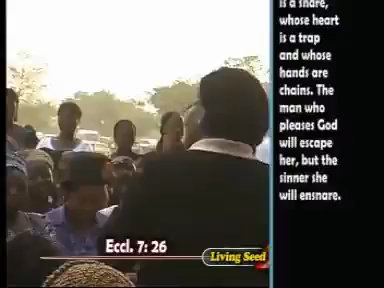 is a snare,
whose heart
is a trap
and whose
hands are
chains. The
man who
pleases God
will escape
her, but the
sinner she
will ensnare.
Eccl. 7: 26
Living Seed